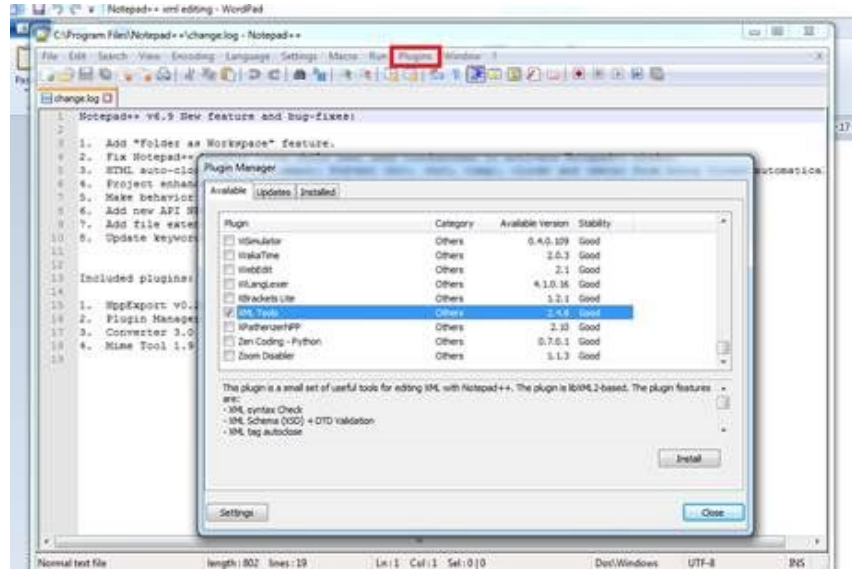 Notepad++ xml editing - WordPad
C:\Program Files\Notepad++\change.log - Notepad++
File Edit Search View Encoding Language Settings Macro Run Plugins Window ?
change.log
1 Notepad++ v6.9 New feature and bug-fixes:
2
3 1. Add "Folder as Workspace" feature.
4 2. Fix Notepad++
5 3. HTML auto-clo automatica
6 4. Project enhan
7 5. Make behavior
8 6. Add new API N
9 7. Add file exten
10 8. Update keywor
11
12
13 Included plugins:
14
15 1. NppExport v0.2
16 2. Plugin Manage
17 3. Converter 3.0
18 4. Mime Tool 1.9
19
Plugin Manager
Available Updates Installed
Plugin Category Available Version Stability
VISimulator Others 0.4.0.109 Good
WakaTime Others 2.0.3 Good
WebEdit Others 2.1 Good
WLangLexer Others 4.1.0.16 Good
XBrackets Lite Others 1.2.1 Good
XML Tools Others 2.4.8 Good
XPatherizerNPP Others 2.10 Good
Zen Coding - Python Others 0.7.0.1 Good
Zoom Disabler Others 1.1.3 Good
This plugin is a small set of useful tools for editing XML with Notepad++. The plugin is libXML2-based. The plugin features
are:
- XML syntax Check
- XML Schema (XSD) + DTD Validation
- XML tag autoclose
Install
Settings Close
Normal text file length : 802 lines : 19 Ln : 1 Col : 1 Sel : 0 | 0 Dos\Windows UTF-8 INS